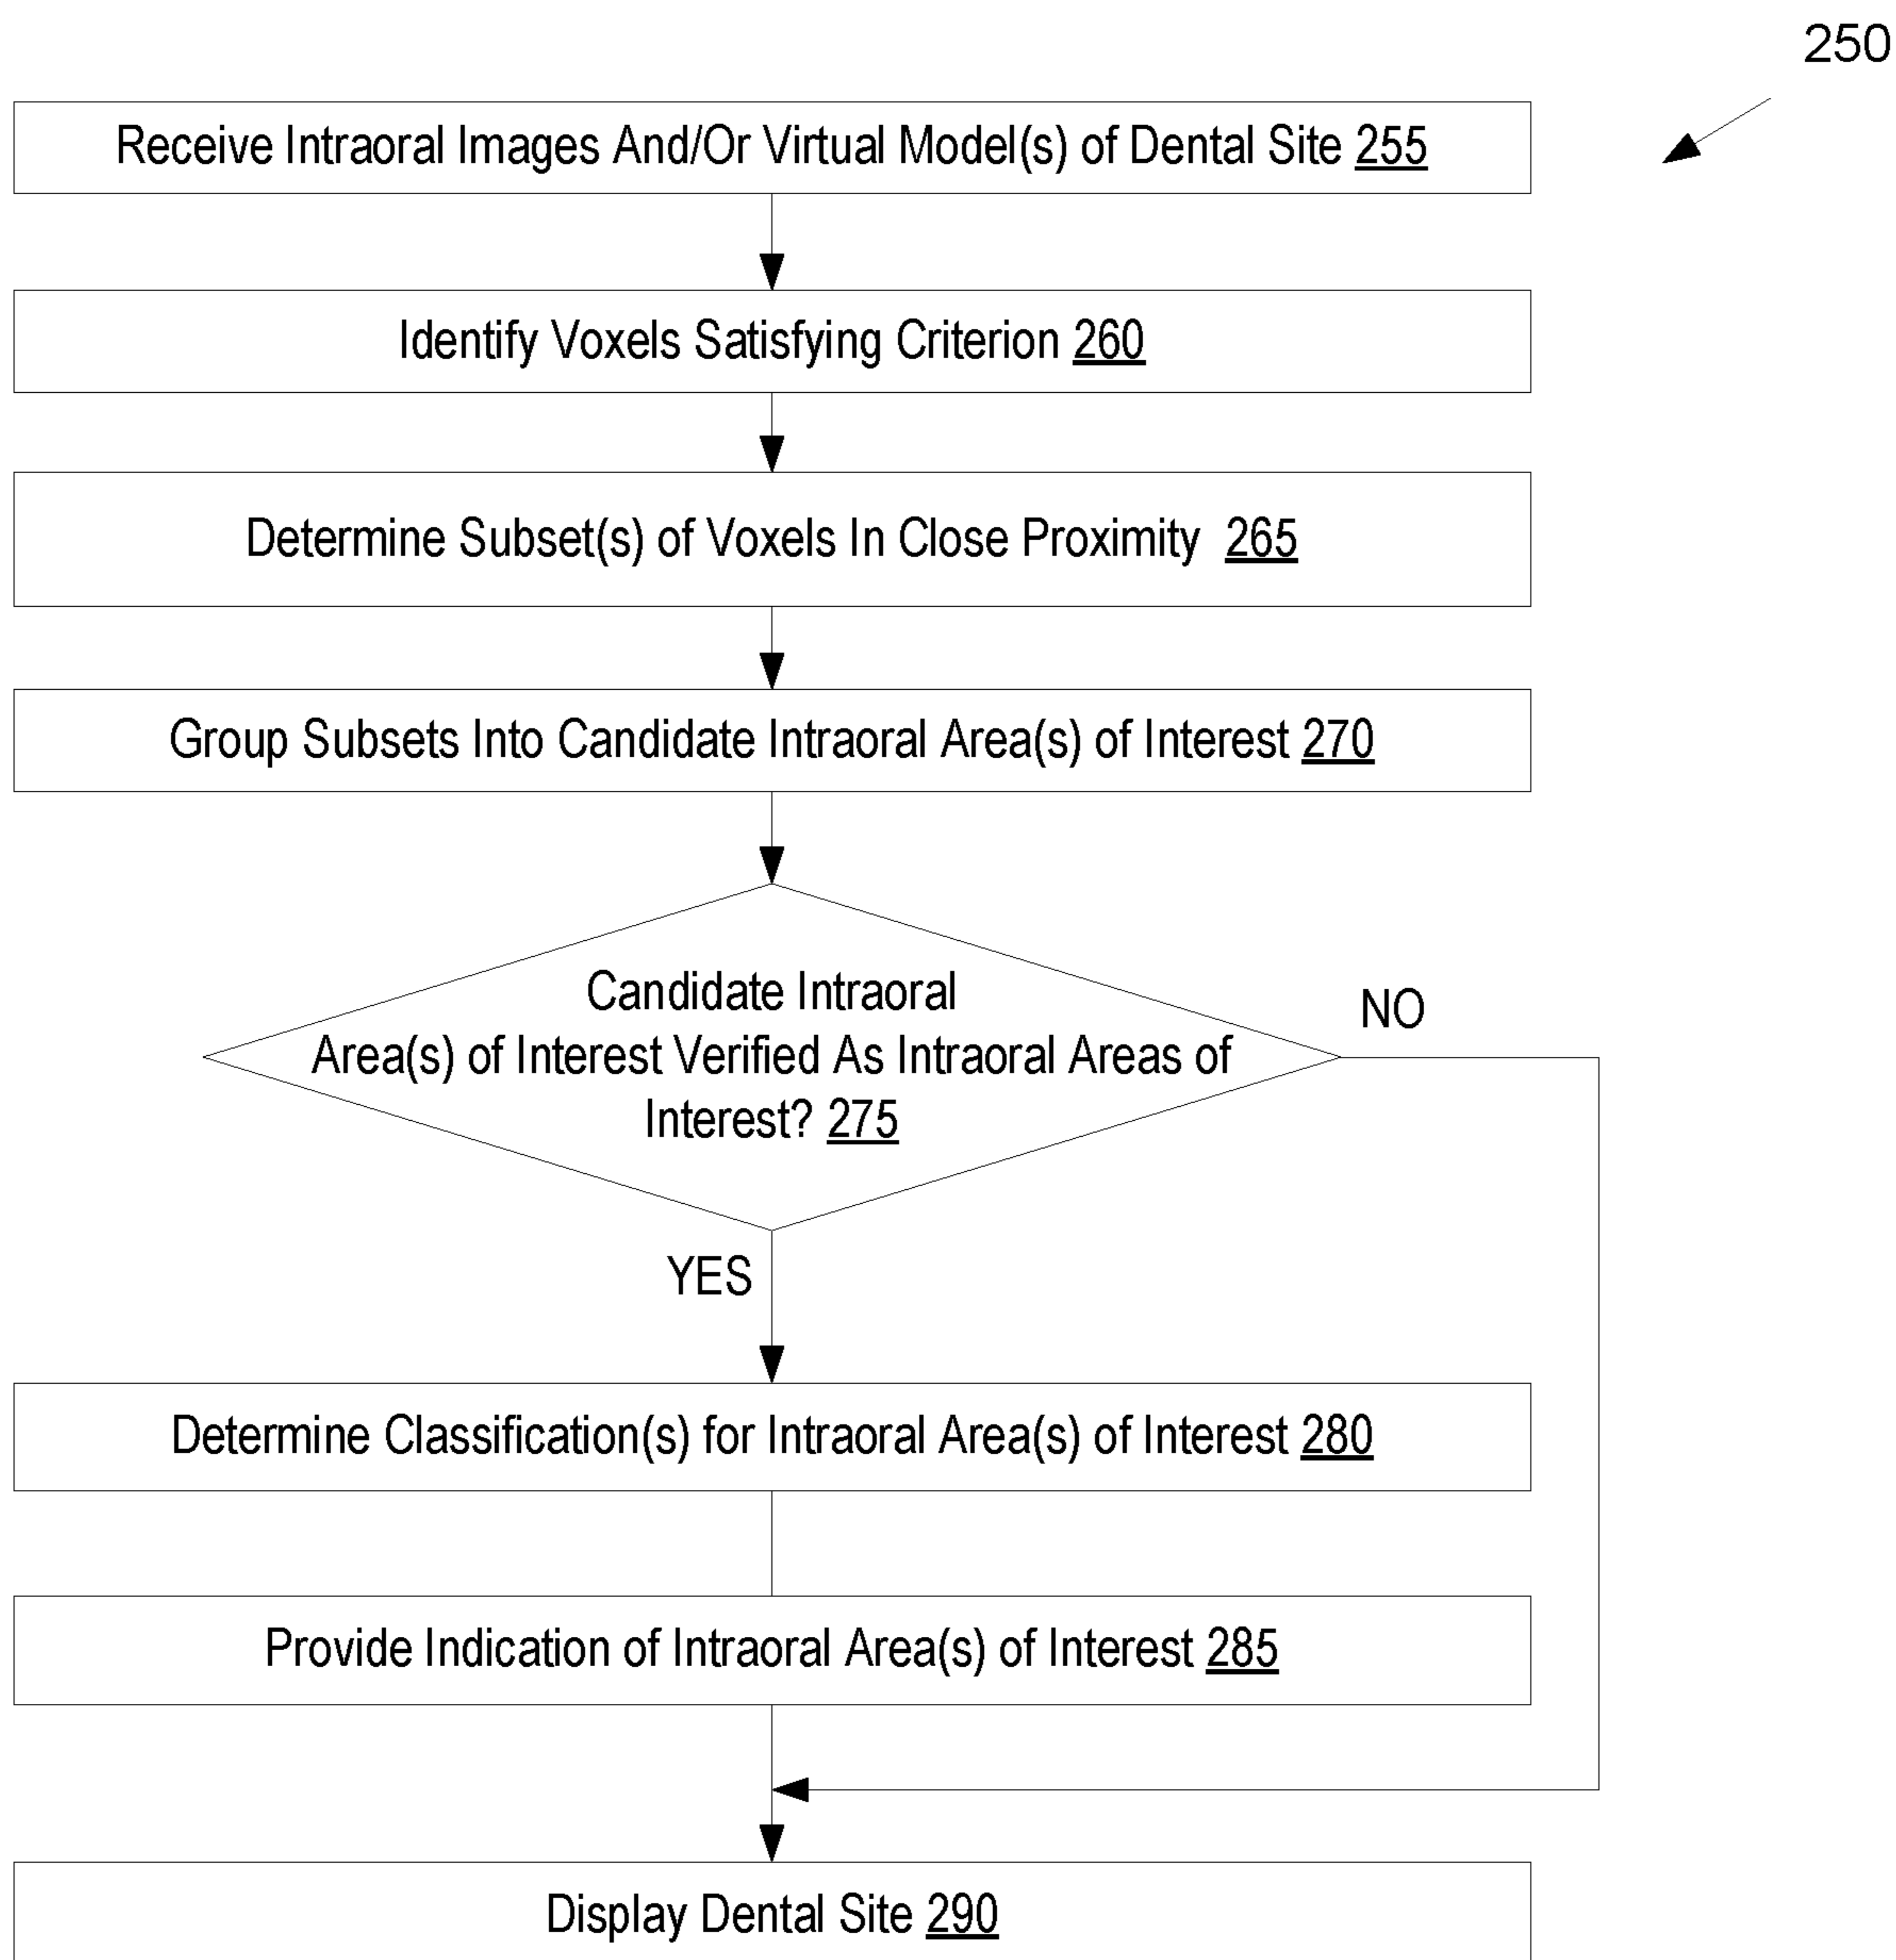 250
Receive Intraoral Images And/Or Virtual Model(s) of Dental Site 255
Identify Voxels Satisfying Criterion 260
Determine Subset(s) of Voxels In Close Proximity 265
Group Subsets Into Candidate Intraoral Area(s) of Interest 270
Candidate Intraoral
Area(s) of Interest Verified As Intraoral Areas of
Interest? 275
NO
YES
Determine Classification(s) for Intraoral Area(s) of Interest 280
Provide Indication of Intraoral Area(s) of Interest 285
Display Dental Site 290